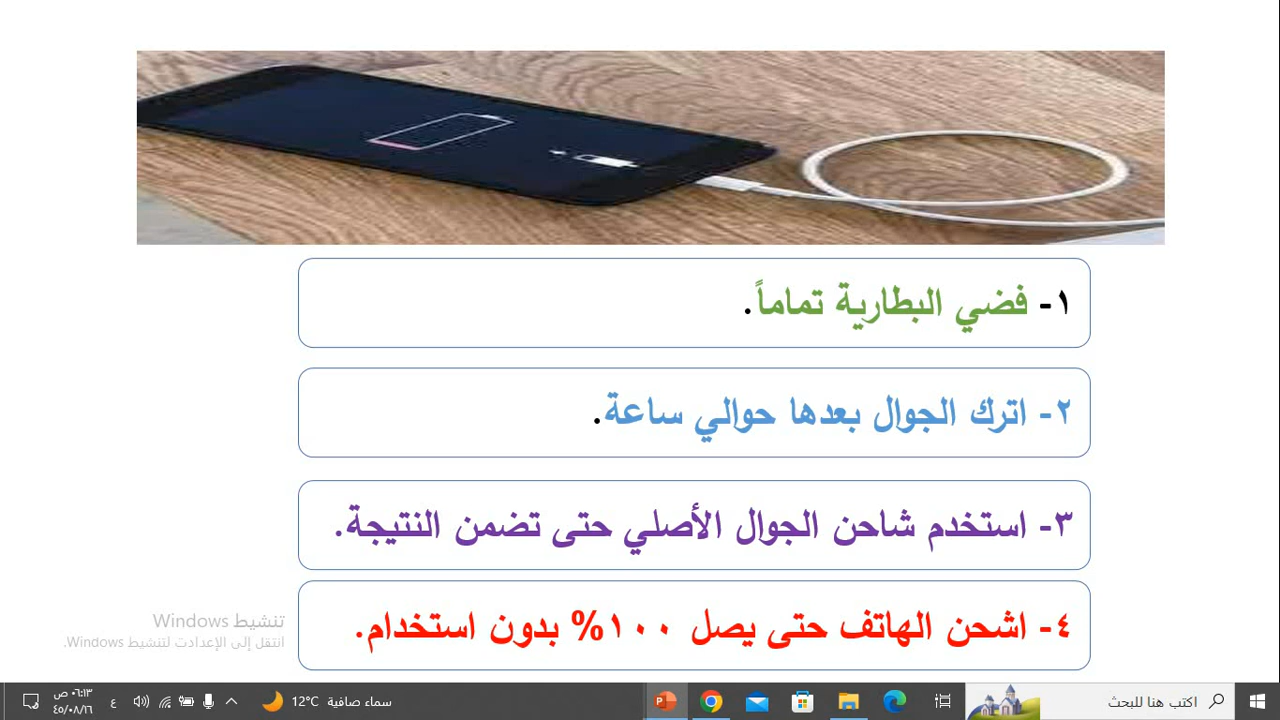 ١- فضي البطارية تماماً.
٢- اترك الجوال بعدها حوالي ساعة.
٣- استخدم شاحن الجوال الأصلي حتى تضمن النتيجة.
٤- اشحن الهاتف حتى يصل ١٠٠% بدون استخدام.
تنشيط Windows
انتقل إلى الإعدادت لتنشيط Windows.
اكتب هنا للبحث
سماء صافية 12°C
ع
٠٦:١٣ ص
٤٥/٠٨/١٦